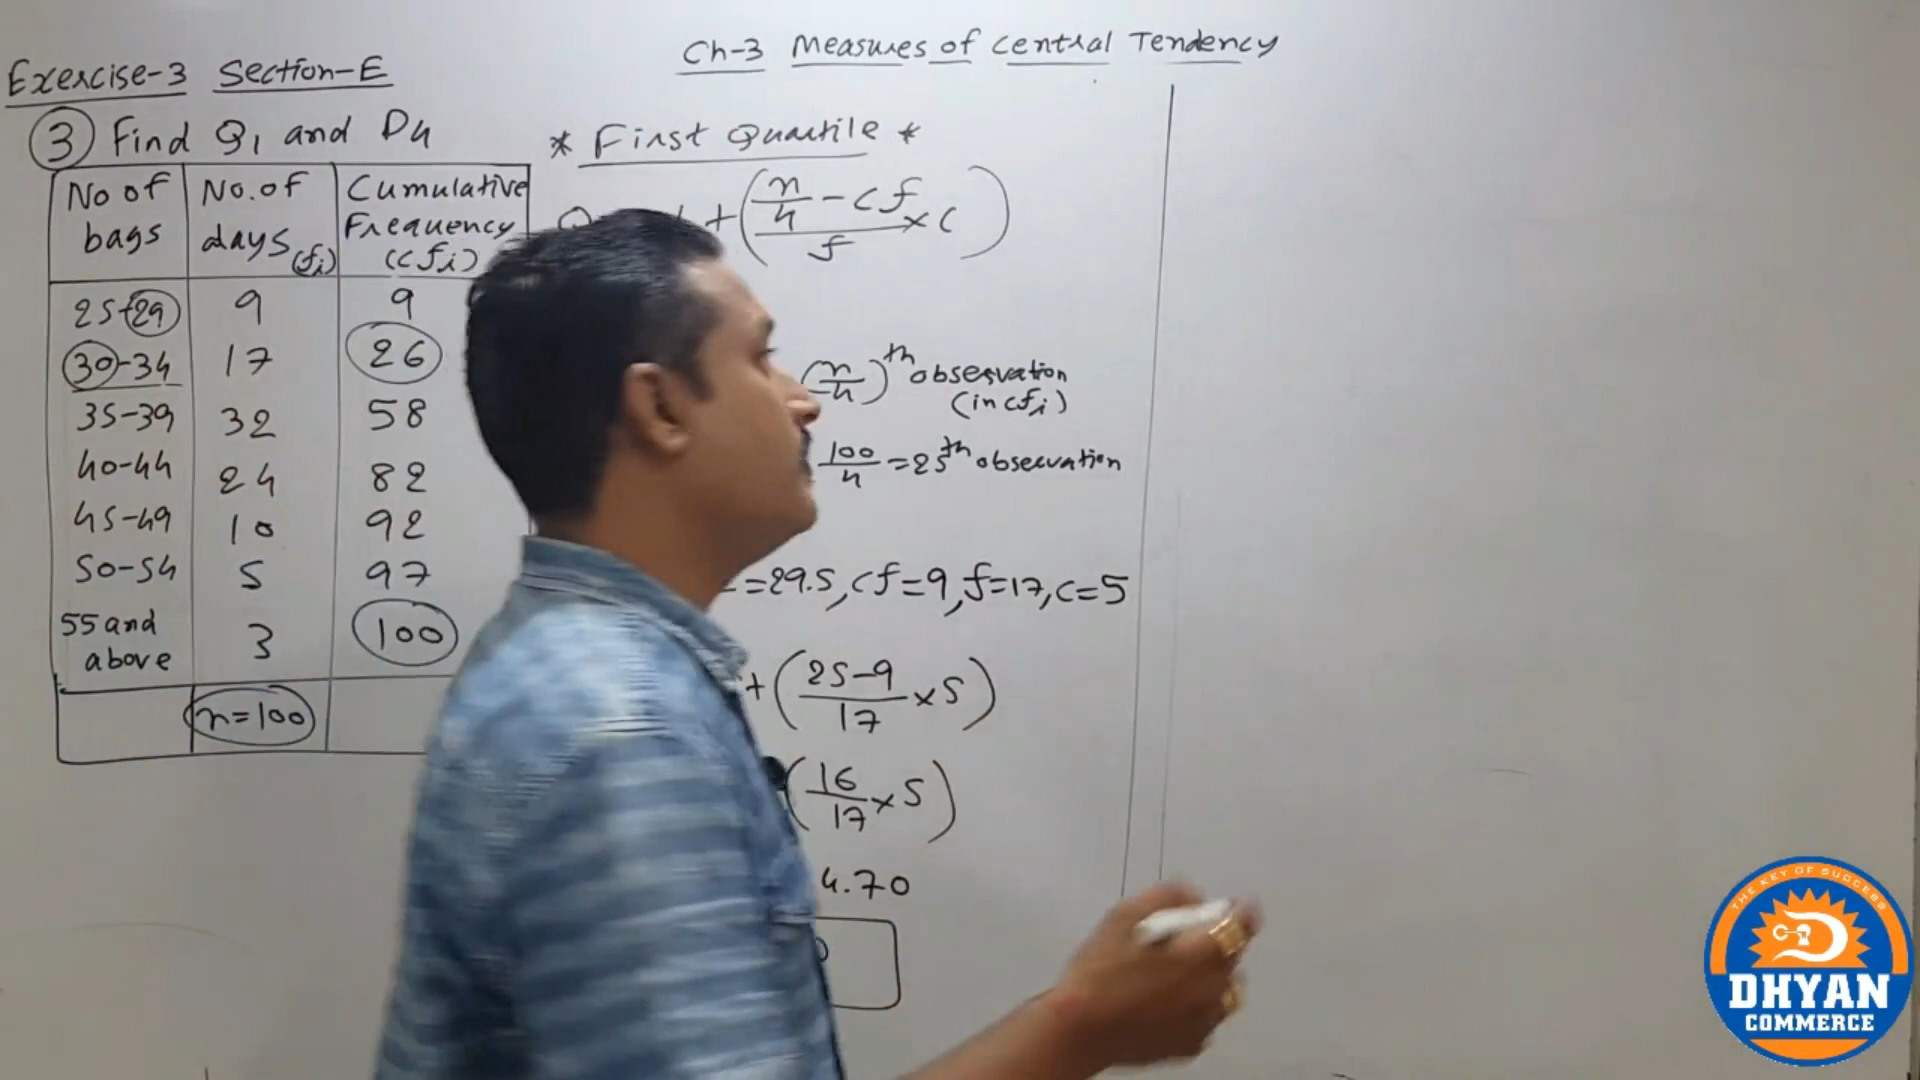 Ch-3 Measures of Central Tendency
Exercise-3 Section-E
3 Find Q1 and D4
No of bags | No. of days (fi) | Cumulative Frequency (cfi)
25-29 | 9 | 9
30-34 | 17 | 26
35-39 | 32 | 58
40-44 | 24 | 82
45-49 | 10 | 92
50-54 | 5 | 97
55 and above | 3 | 100
n=100
* First Quartile *
+ (n/4 - cf / f × c)
(n/4)th observation
(in cfi)
100/4 = 25th observation
= 29.5, cf=9, f=17, c=5
+ (25-9/17 × 5)
(16/17 × 5)
4.70
THE KEY OF SUCCESS
DHYAN
COMMERCE